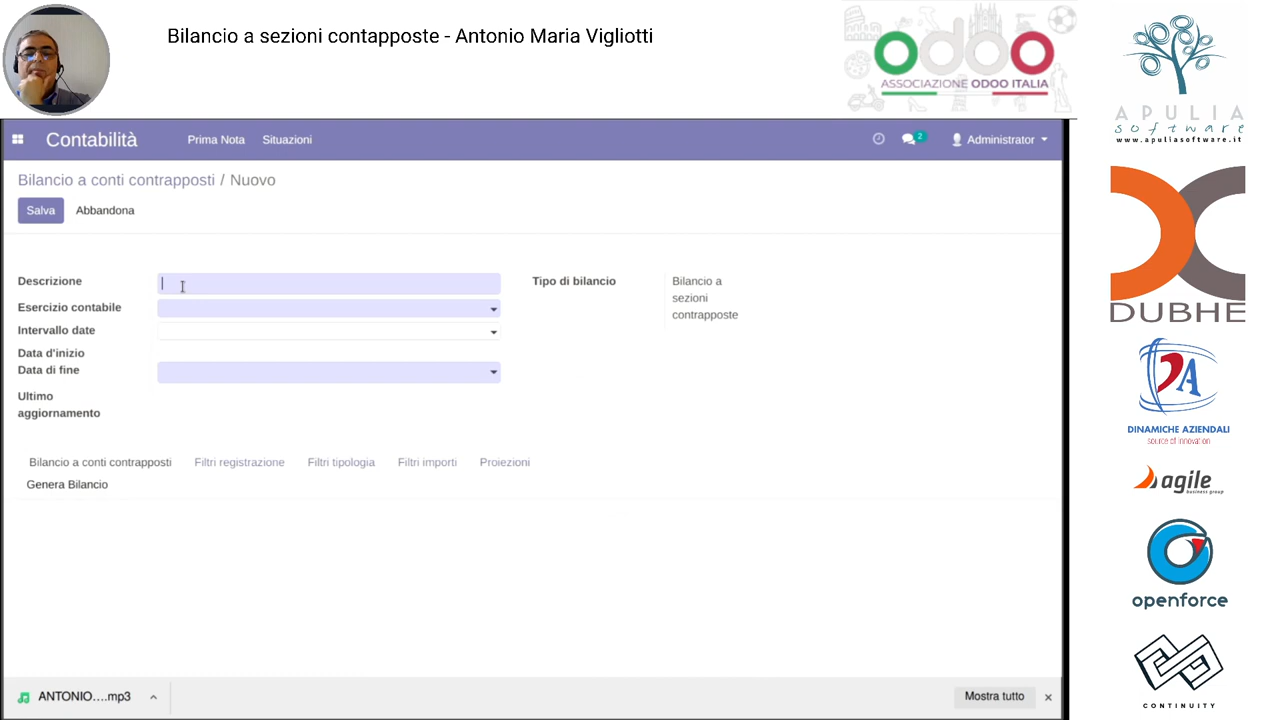 Bilancio a sezioni contapposte - Antonio Maria Vigliotti
odoo
ASSOCIAZIONE ODOO ITALIA
APULIA
software
www.apuliasoftware.it
Contabilità
Prima Nota
Situazioni
2
Administrator
Bilancio a conti contrapposti / Nuovo
Salva
Abbandona
Descrizione
Tipo di bilancio
Bilancio a
sezioni
contrapposte
Esercizio contabile
Intervallo date
Data d'inizio
Data di fine
Ultimo
aggiornamento
Bilancio a conti contrapposti
Filtri registrazione
Filtri tipologia
Filtri importi
Proiezioni
Genera Bilancio
DUBHE
DA
DINAMICHE AZIENDALI
source of innovation
agile
business group
openforce
CONTINUITY
ANTONIO....mp3
Mostra tutto